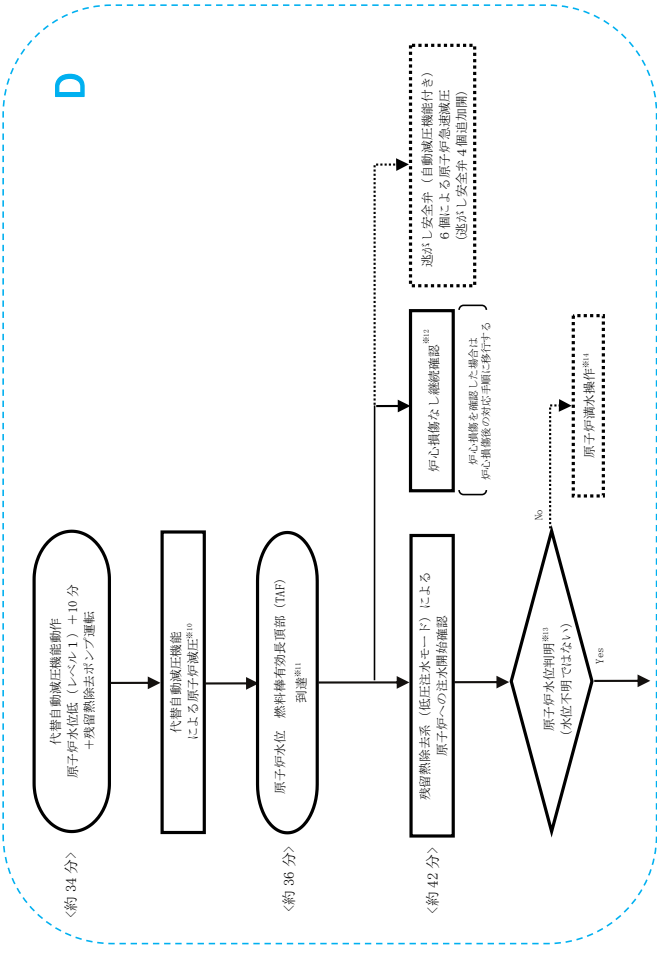 D
<約 34 分>
代替自動減圧機能動作
原子炉水位低（レベル１）＋10 分
＋残留熱除去ポンプ運転
代替自動減圧機能
による原子炉減圧※10
<約 36 分>
原子炉水位　燃料棒有効長頂部（TAF）
到達※11
<約 42 分>
残留熱除去系（低圧注水モード）による
原子炉への注水開始確認
炉心損傷なし継続確認※12
炉心損傷を確認した場合は
炉心損傷後の対応手順に移行する
逃がし安全弁（自動減圧機能付き）
６個による原子炉急速減圧
（逃がし安全弁４個追加開）
原子炉水位判明※13
（水位不明ではない）
No
原子炉満水操作※14
Yes